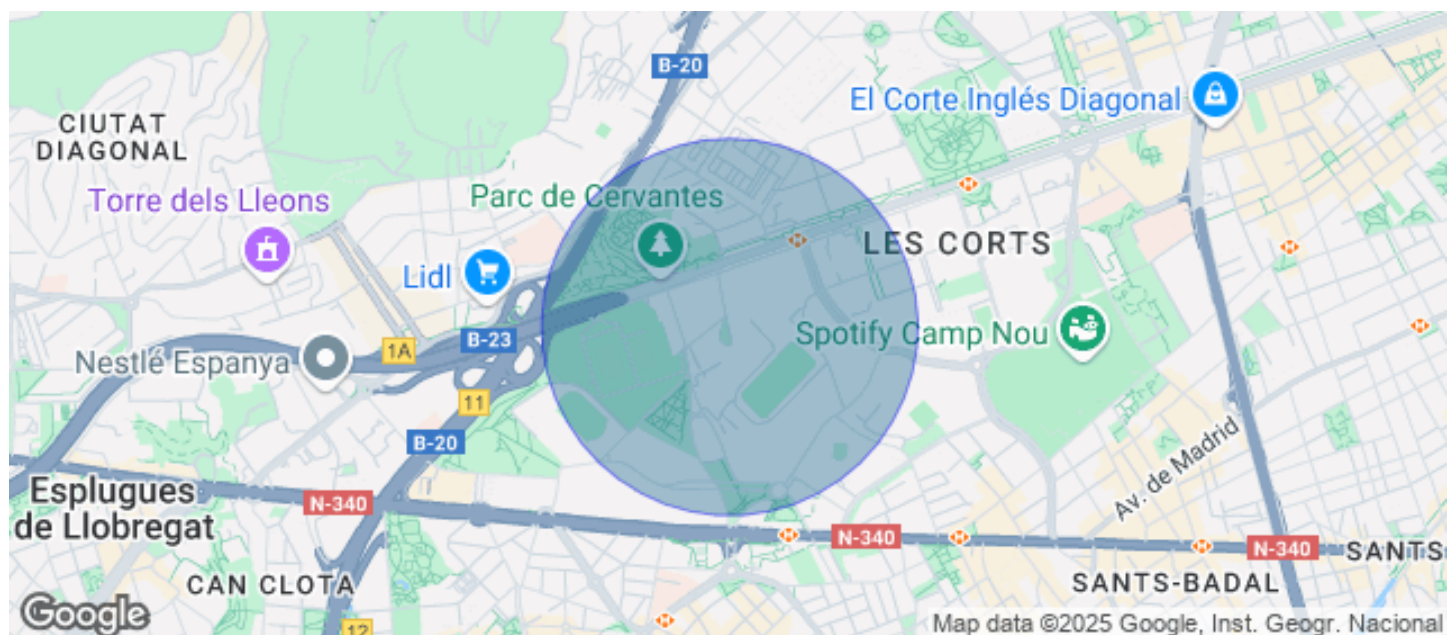 B-20
El Corte Inglés Diagonal
CIUTAT
DIAGONAL
Torre dels Lleons
Parc de Cervantes
LES CORTS
Lidl
B-23
1A
Nestlé Espanya
Spotify Camp Nou
11
B-20
Av. de Madrid
Esplugues
de Llobregat
N-340
N-340
N-340
SANTS
CAN CLOTA
SANTS-BADAL
Google
12
Map data ©2025 Google, Inst. Geogr. Nacional